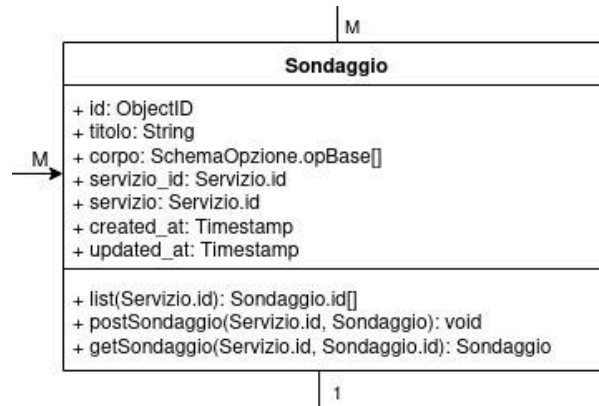 M
Sondaggio
+ id: ObjectID
+ titolo: String
+ corpo: SchemaOpzione.opBase[]
M
+ servizio_id: Servizio.id
+ servizio: Servizio.id
+ created_at: Timestamp
+ updated_at: Timestamp
+ list(Servizio.id): Sondaggio.id[]
+ postSondaggio(Servizio.id, Sondaggio): void
+ getSondaggio(Servizio.id, Sondaggio.id): Sondaggio
1